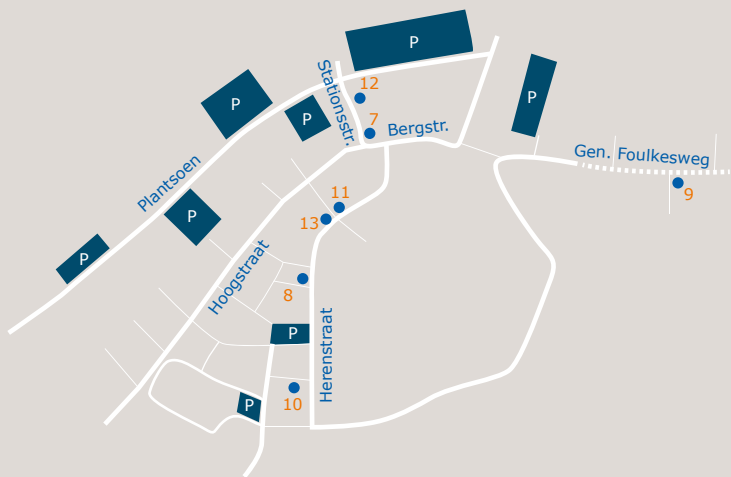 P
12
P
P
P
Stationsstr.
7
Bergstr.
Gen. Foulkesweg
Plantsoen
9
11
P
13
P
Hoogstraat
8
Herenstraat
P
P
10